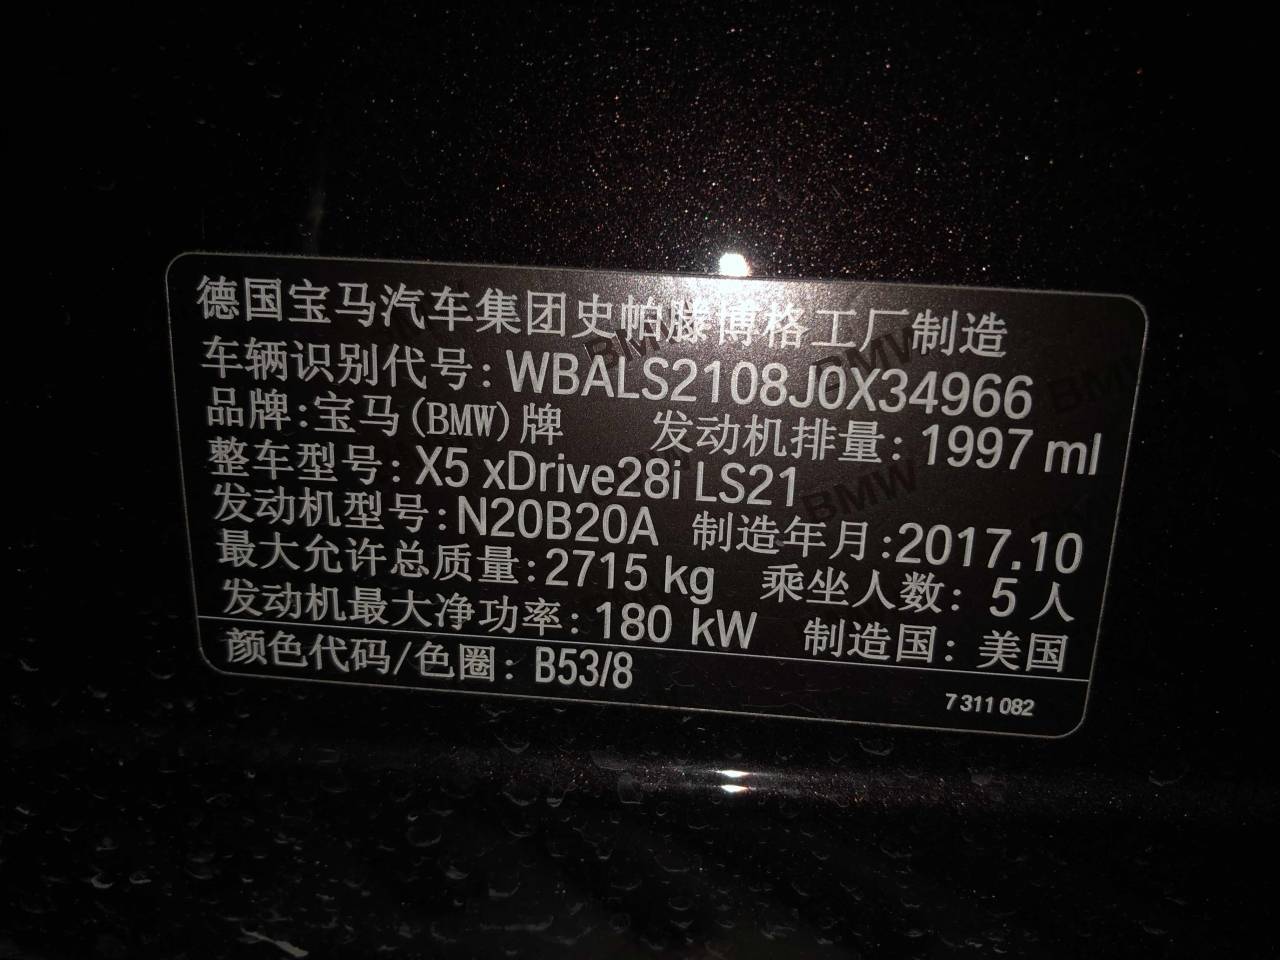 德国宝马汽车集团史帕滕博格工厂制造
车辆识别代号: WBALS2108J0X34966
品牌:宝马(BMW)牌 发动机排量: 1997 ml
整车型号: X5 xDrive28i LS21
发动机型号: N20B20A 制造年月:2017.10
最大允许总质量: 2715 kg 乘坐人数: 5 人
发动机最大净功率: 180 kW 制造国: 美国
颜色代码/色圈: B53/8
7 311 082